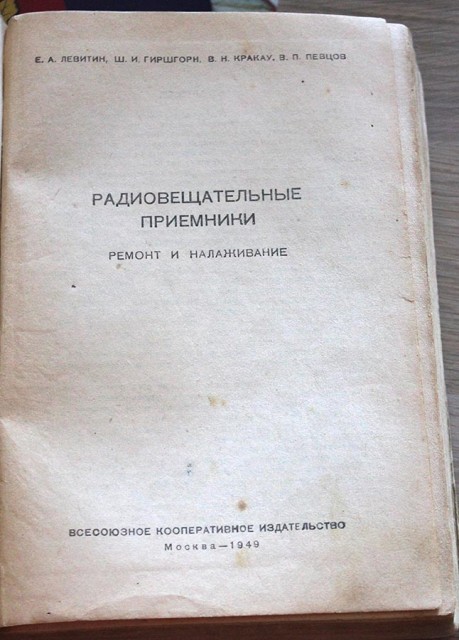 Е. А. ЛЕВИТИН, Ш. И. ГИРШГОРН, В. Н. КРАКАУ, В. П. ПЕВЦОВ
РАДИОВЕЩАТЕЛЬНЫЕ
ПРИЕМНИКИ
РЕМОНТ И НАЛАЖИВАНИЕ
ВСЕСОЮЗНОЕ КООПЕРАТИВНОЕ ИЗДАТЕЛЬСТВО
Москва—1949